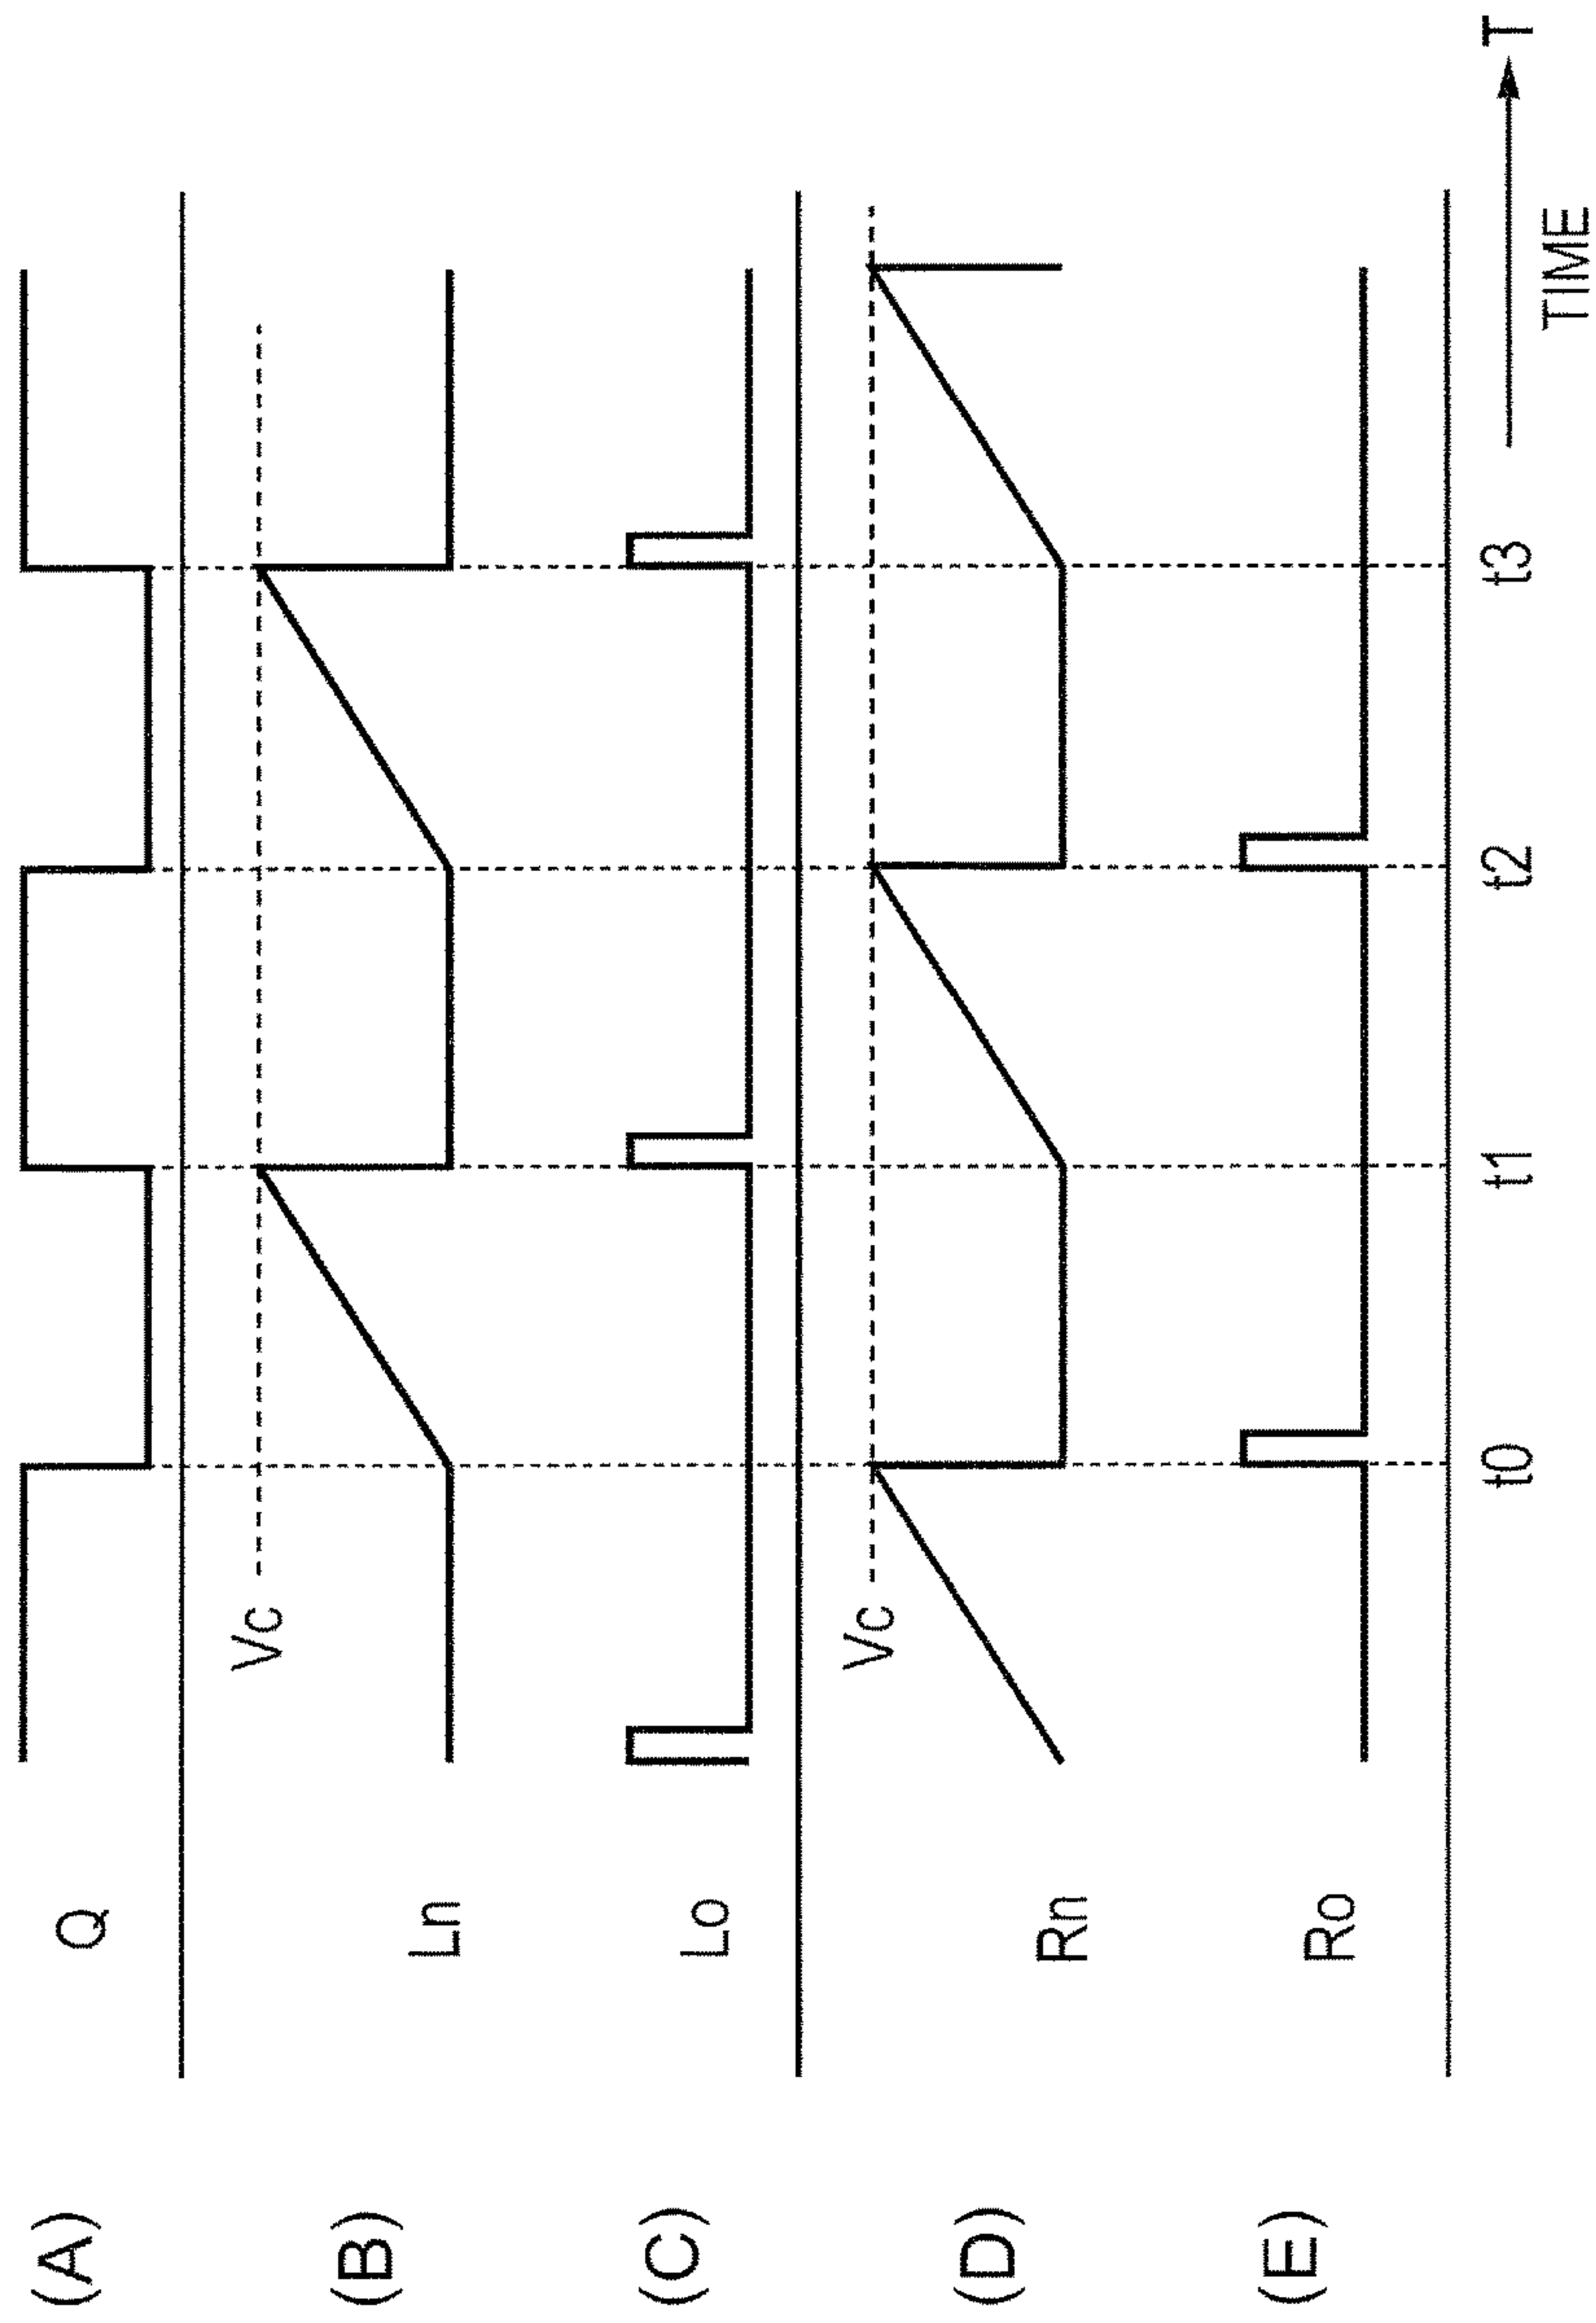 (A) Q
Vc
(B) Ln
(C) Lo
Vc
(D) Rn
(E) Ro
t0 t1 t2 t3
TIME T